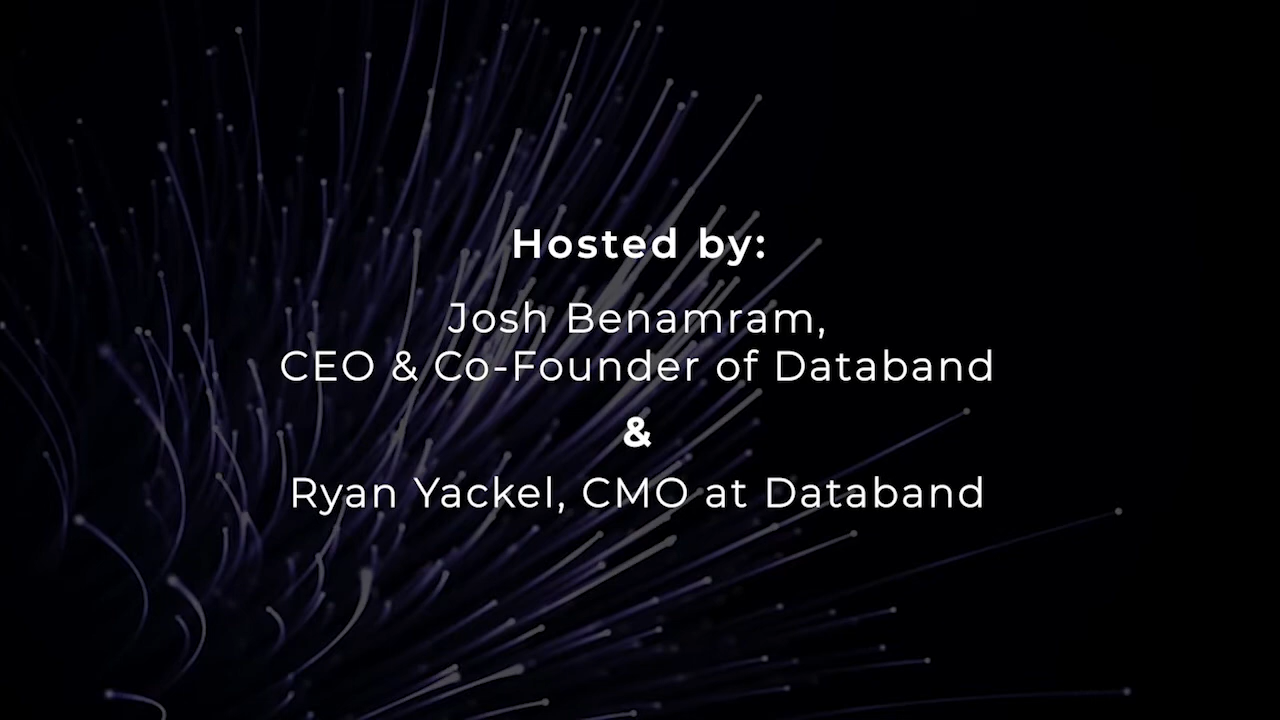 Hosted by:
Josh Benamram,
CEO & Co-Founder of Databand
&
Ryan Yackel, CMO at Databand